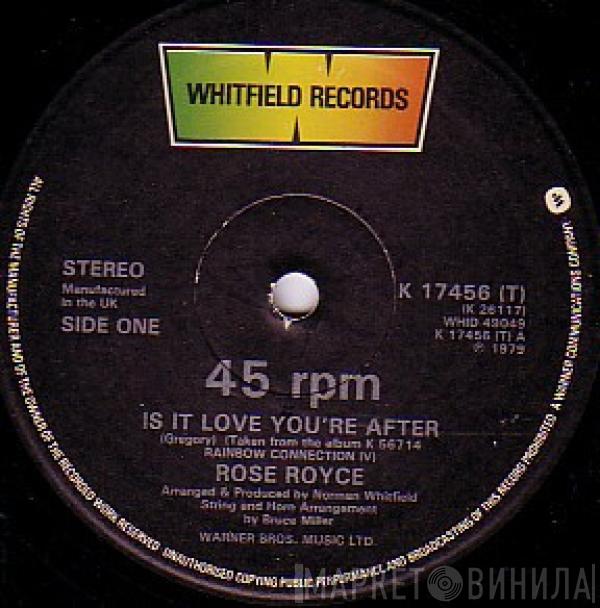 WHITFIELD RECORDS
STEREO
Manufactured
in the UK
SIDE ONE
K 17456 (T)
(K 26117)
WHID 49049
K 17456 (T) A
℗ 1979
45 rpm
IS IT LOVE YOU'RE AFTER
(Gregory) (Taken from the album K 56714
RAINBOW CONNECTION IV)
ROSE ROYCE
Arranged & Produced by Norman Whitfield
String and Horn Arrangement
by Bruce Miller
WARNER BROS. MUSIC LTD.
ALL RIGHTS OF THE MANUFACTURER AND OF THE OWNER OF THE RECORDED WORK RESERVED UNAUTHORISED COPYING PUBLIC PERFORMANCE AND BROADCASTING OF THIS RECORD PROHIBITED A WARNER COMMUNICATIONS COMPANY
МАРКЕТ ВИНИЛА